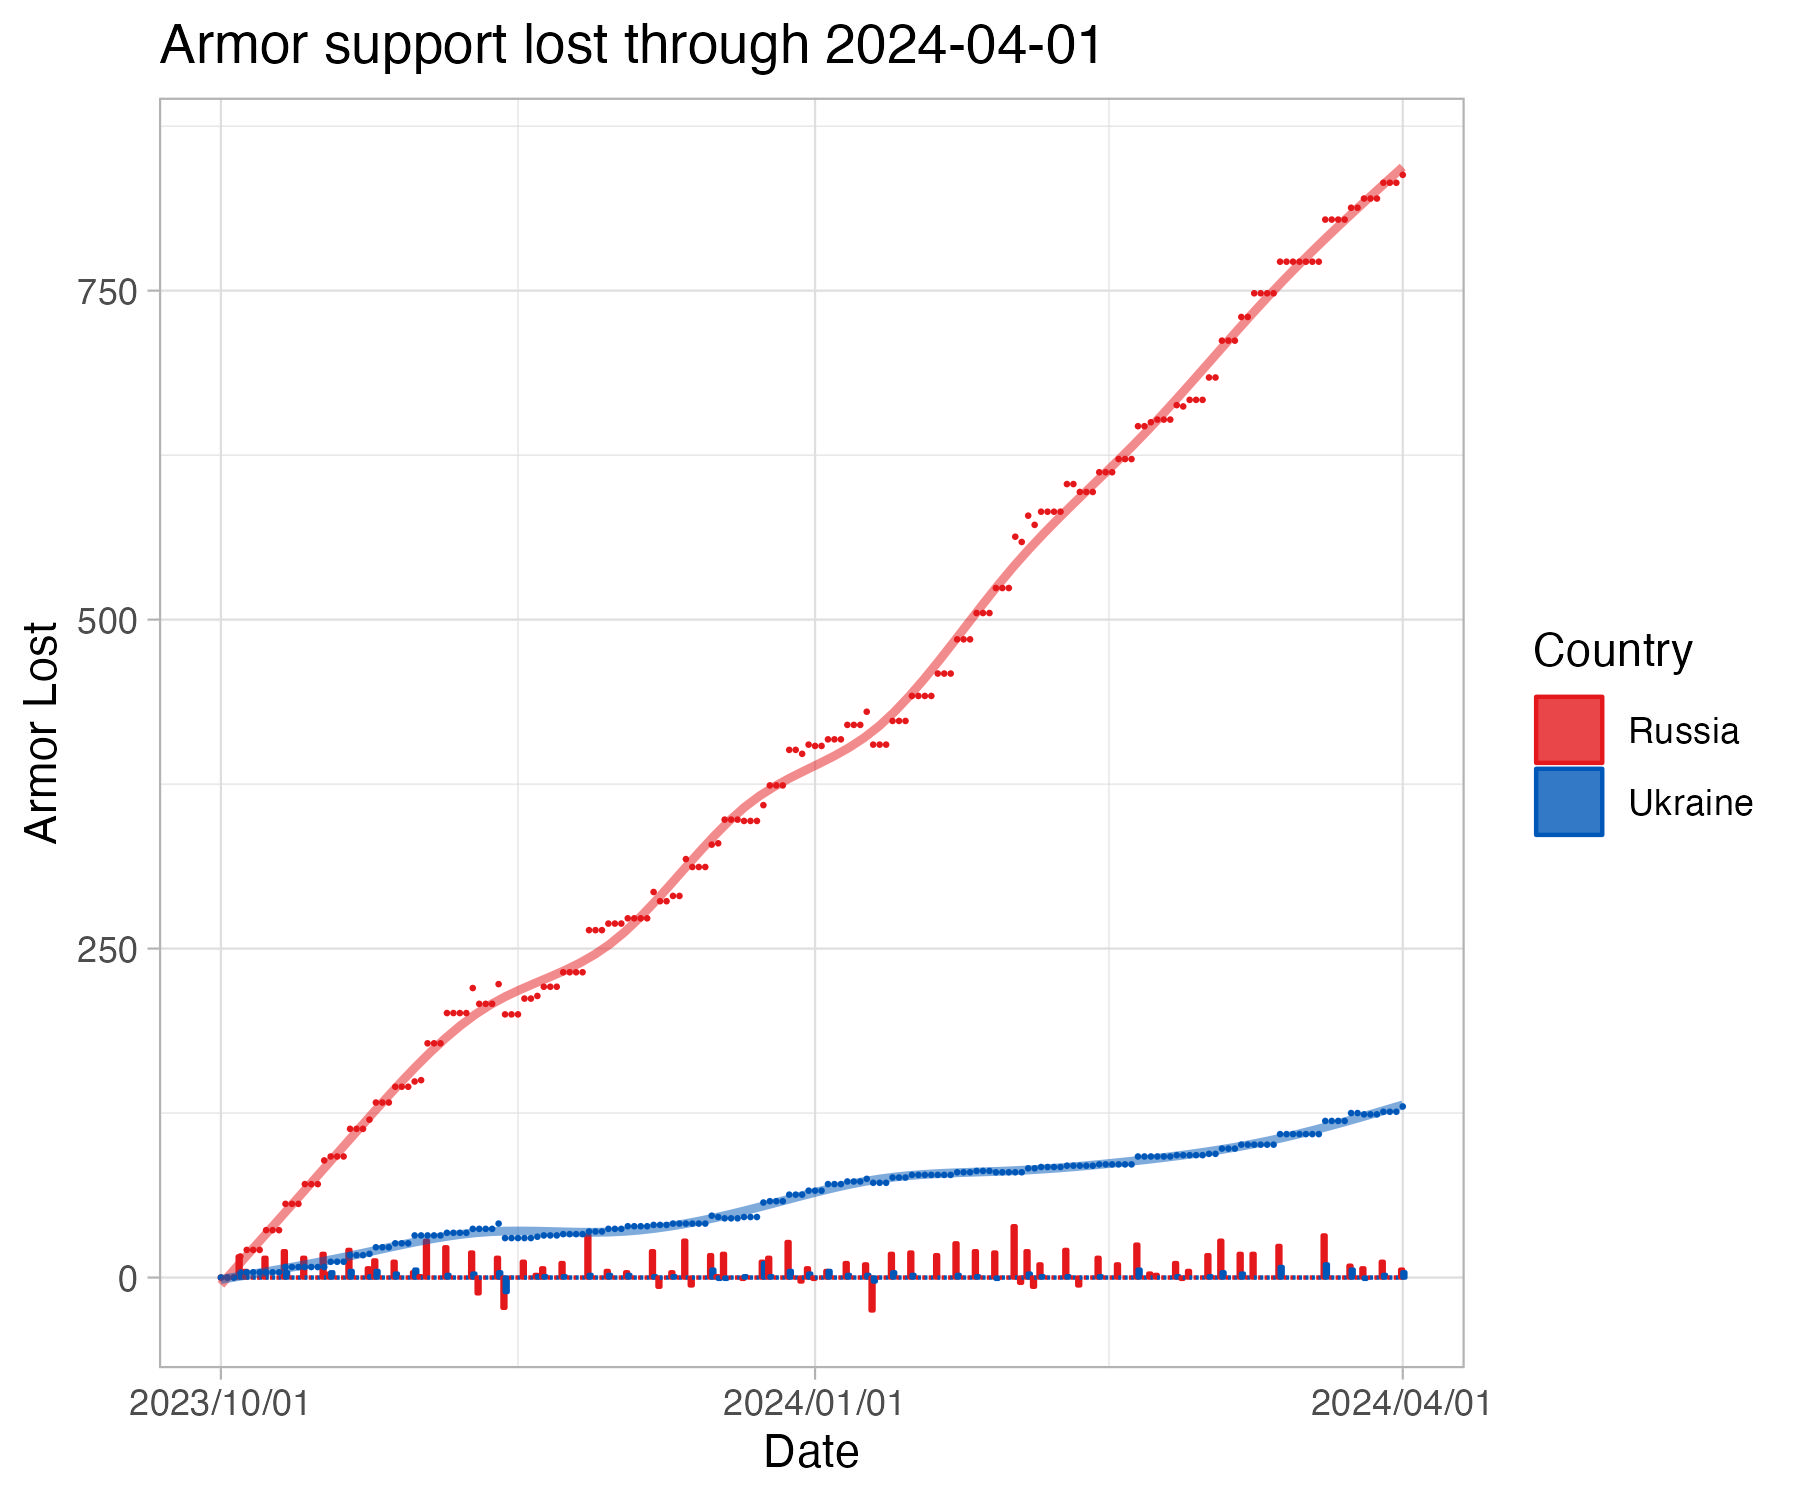 Armor support lost through 2024-04-01
Armor Lost
750
500
250
0
2023/10/01
2024/01/01
2024/04/01
Date
Country
Russia
Ukraine